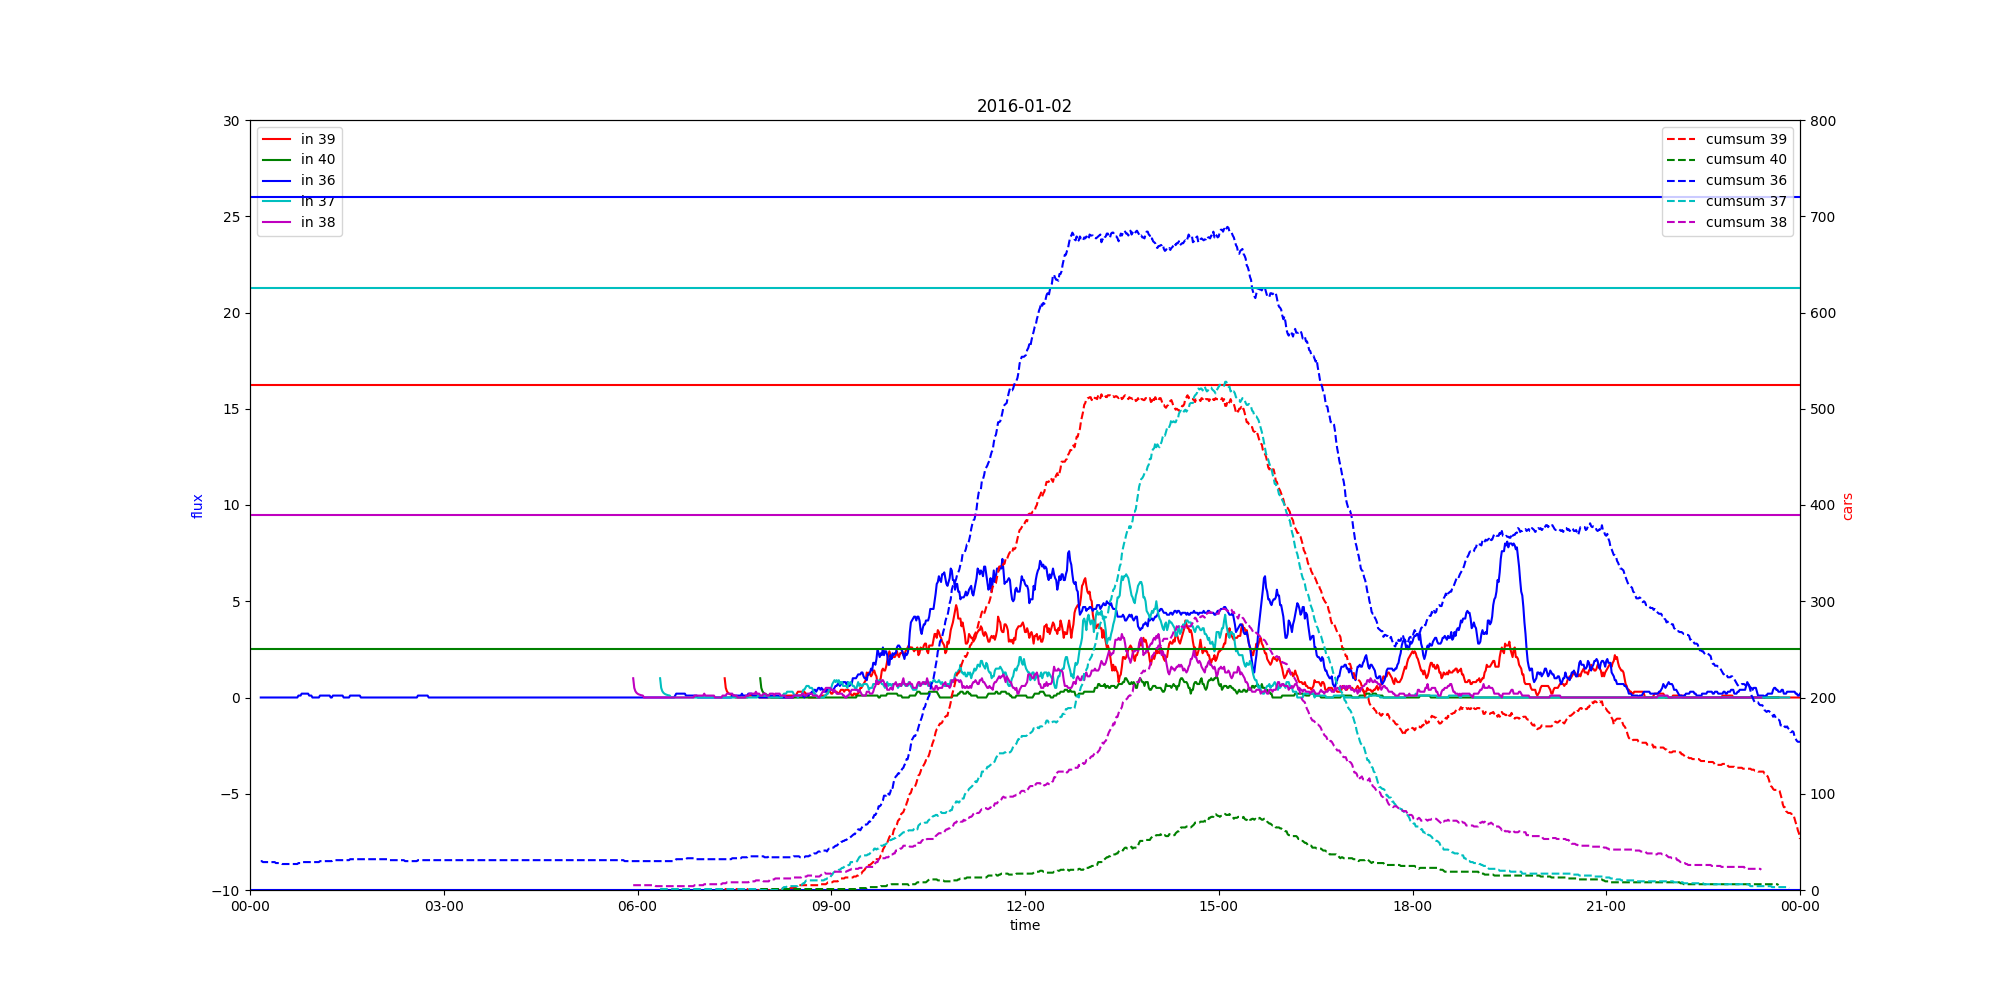 2016-01-02
30
25
20
15
10
5
0
−5
−10
flux
in 39
in 40
in 36
in 37
in 38
cumsum 39
cumsum 40
cumsum 36
cumsum 37
cumsum 38
800
700
600
500
400
300
200
100
0
cars
00-00 03-00 06-00 09-00 12-00 15-00 18-00 21-00 00-00
time